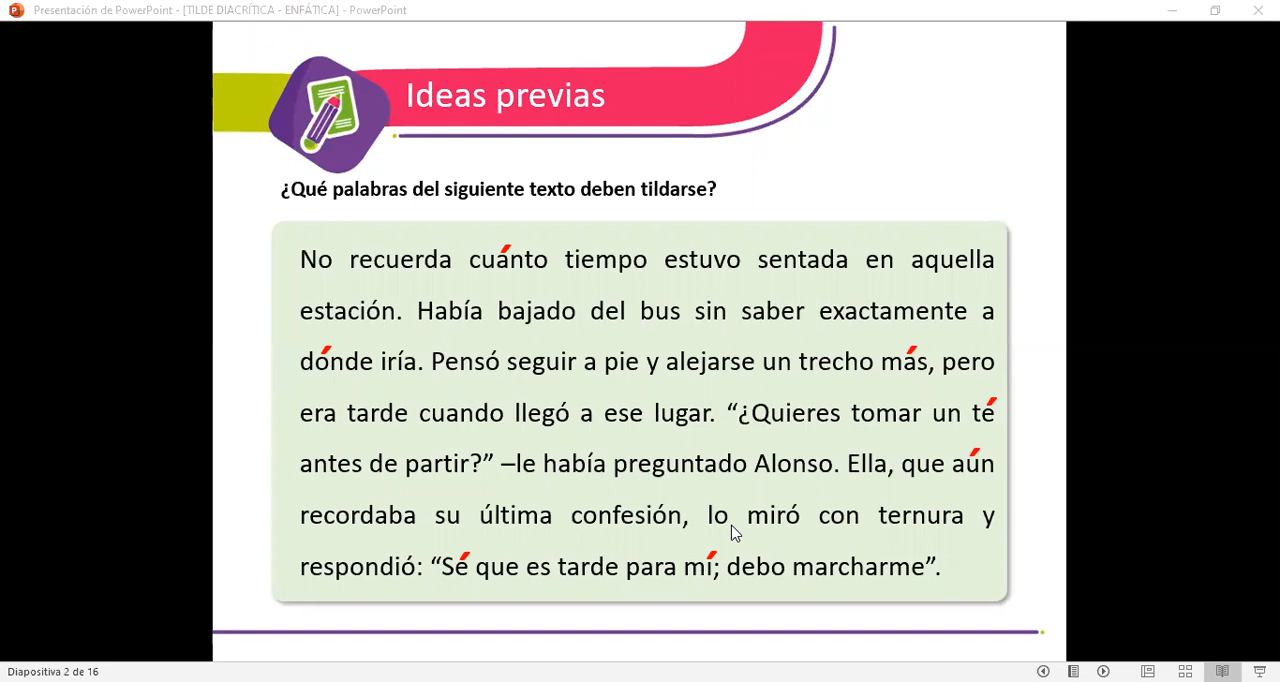 Presentación de PowerPoint - [TILDE DIACRÍTICA - ENFÁTICA] - PowerPoint
Ideas previas
¿Qué palabras del siguiente texto deben tildarse?
No recuerda cuánto tiempo estuvo sentada en aquella
estación. Había bajado del bus sin saber exactamente a
dónde iría. Pensó seguir a pie y alejarse un trecho más, pero
era tarde cuando llegó a ese lugar. “¿Quieres tomar un té
antes de partir?” –le había preguntado Alonso. Ella, que aún
recordaba su última confesión, lo miró con ternura y
respondió: “Sé que es tarde para mí; debo marcharme”.
Diapositiva 2 de 16